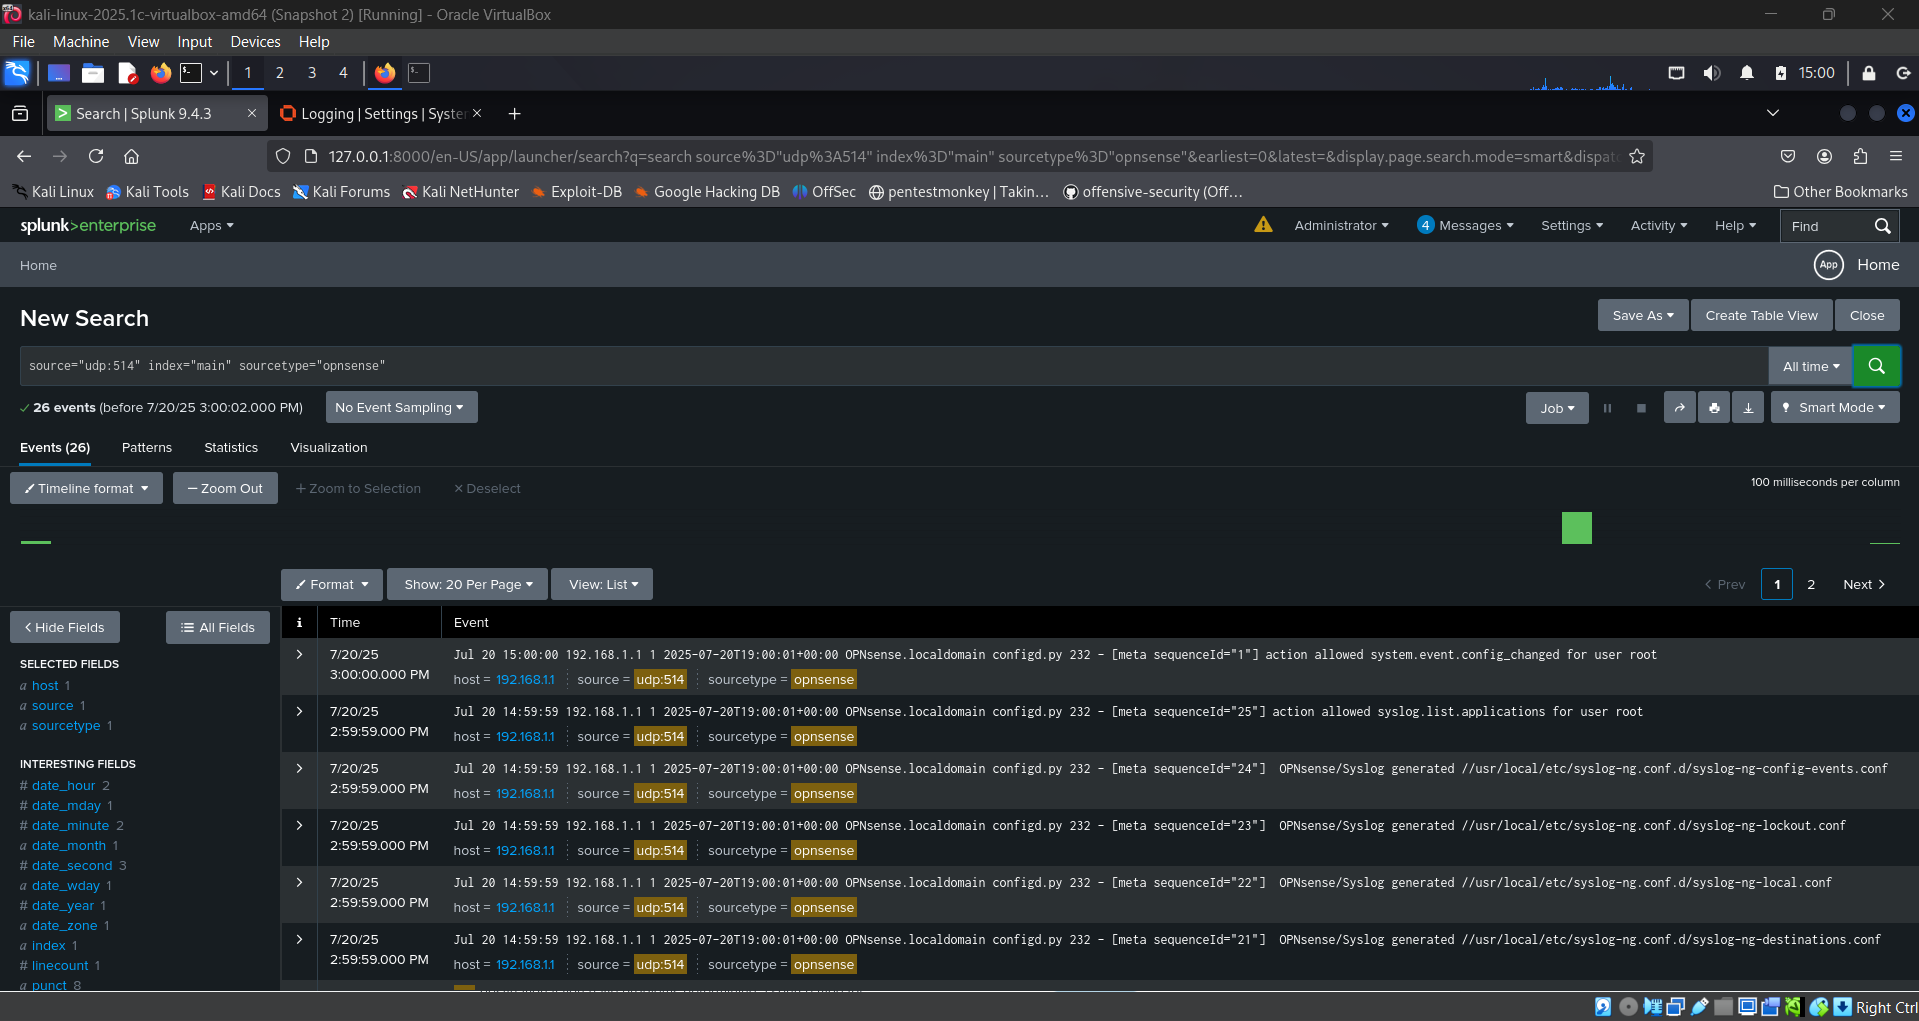 kali-linux-2025.1c-virtualbox-amd64 (Snapshot 2) [Running] - Oracle VirtualBox
File Machine View Input Devices Help
1 2 3 4 15:00
Search | Splunk 9.4.3 Logging | Settings | Syste
127.0.0.1:8000/en-US/app/launcher/search?q=search source%3D"udp%3A514" index%3D"main" sourcetype%3D"opnsense"&earliest=0&latest=&display.page.search.mode=smart&dispatc
Kali Linux Kali Tools Kali Docs Kali Forums Kali NetHunter Exploit-DB Google Hacking DB OffSec pentestmonkey | Takin… offensive-security (Off… Other Bookmarks
splunk>enterprise Apps Administrator 4 Messages Settings Activity Help Find
Home App Home
New Search Save As Create Table View Close
source="udp:514" index="main" sourcetype="opnsense" All time
26 events (before 7/20/25 3:00:02.000 PM) No Event Sampling Job Smart Mode
Events (26) Patterns Statistics Visualization
Timeline format — Zoom Out + Zoom to Selection × Deselect 100 milliseconds per column
Format Show: 20 Per Page View: List < Prev 1 2 Next >
< Hide Fields All Fields
SELECTED FIELDS
a host 1
a source 1
a sourcetype 1
INTERESTING FIELDS
# date_hour 2
# date_mday 1
# date_minute 2
a date_month 1
# date_second 3
a date_wday 1
# date_year 1
a date_zone 1
a index 1
# linecount 1
a punct 8
i Time Event
7/20/25 Jul 20 15:00:00 192.168.1.1 1 2025-07-20T19:00:01+00:00 OPNsense.localdomain configd.py 232 - [meta sequenceId="1"] action allowed system.event.config_changed for user root
3:00:00.000 PM host = 192.168.1.1 source = udp:514 sourcetype = opnsense
7/20/25 Jul 20 14:59:59 192.168.1.1 1 2025-07-20T19:00:01+00:00 OPNsense.localdomain configd.py 232 - [meta sequenceId="25"] action allowed syslog.list.applications for user root
2:59:59.000 PM host = 192.168.1.1 source = udp:514 sourcetype = opnsense
7/20/25 Jul 20 14:59:59 192.168.1.1 1 2025-07-20T19:00:01+00:00 OPNsense.localdomain configd.py 232 - [meta sequenceId="24"] OPNsense/Syslog generated //usr/local/etc/syslog-ng.conf.d/syslog-ng-config-events.conf
2:59:59.000 PM host = 192.168.1.1 source = udp:514 sourcetype = opnsense
7/20/25 Jul 20 14:59:59 192.168.1.1 1 2025-07-20T19:00:01+00:00 OPNsense.localdomain configd.py 232 - [meta sequenceId="23"] OPNsense/Syslog generated //usr/local/etc/syslog-ng.conf.d/syslog-ng-lockout.conf
2:59:59.000 PM host = 192.168.1.1 source = udp:514 sourcetype = opnsense
7/20/25 Jul 20 14:59:59 192.168.1.1 1 2025-07-20T19:00:01+00:00 OPNsense.localdomain configd.py 232 - [meta sequenceId="22"] OPNsense/Syslog generated //usr/local/etc/syslog-ng.conf.d/syslog-ng-local.conf
2:59:59.000 PM host = 192.168.1.1 source = udp:514 sourcetype = opnsense
7/20/25 Jul 20 14:59:59 192.168.1.1 1 2025-07-20T19:00:01+00:00 OPNsense.localdomain configd.py 232 - [meta sequenceId="21"] OPNsense/Syslog generated //usr/local/etc/syslog-ng.conf.d/syslog-ng-destinations.conf
2:59:59.000 PM host = 192.168.1.1 source = udp:514 sourcetype = opnsense
Right Ctrl